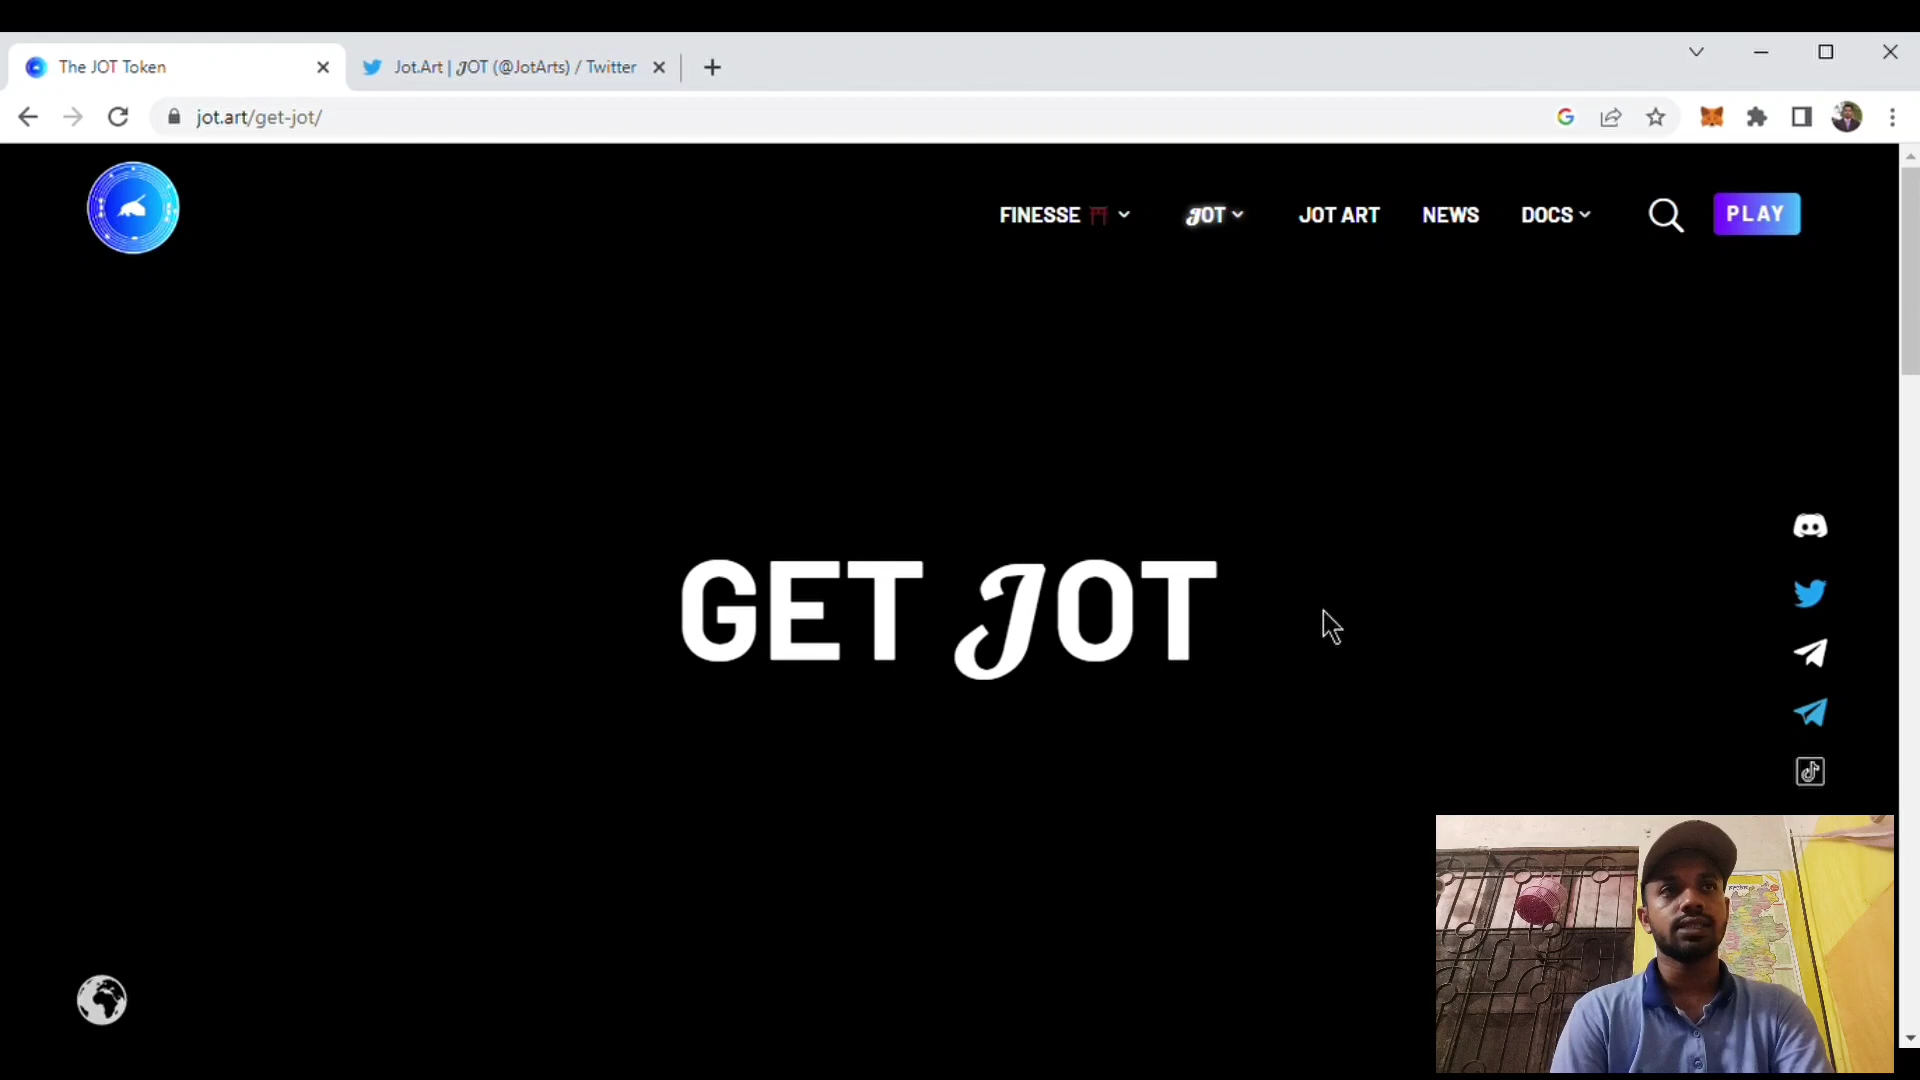 The JOT Token
Jot.Art | 𝒥OT (@JotArts) / Twitter
jot.art/get-jot/
FINESSE
𝒥OT
JOT ART
NEWS
DOCS
PLAY
GET 𝒥OT